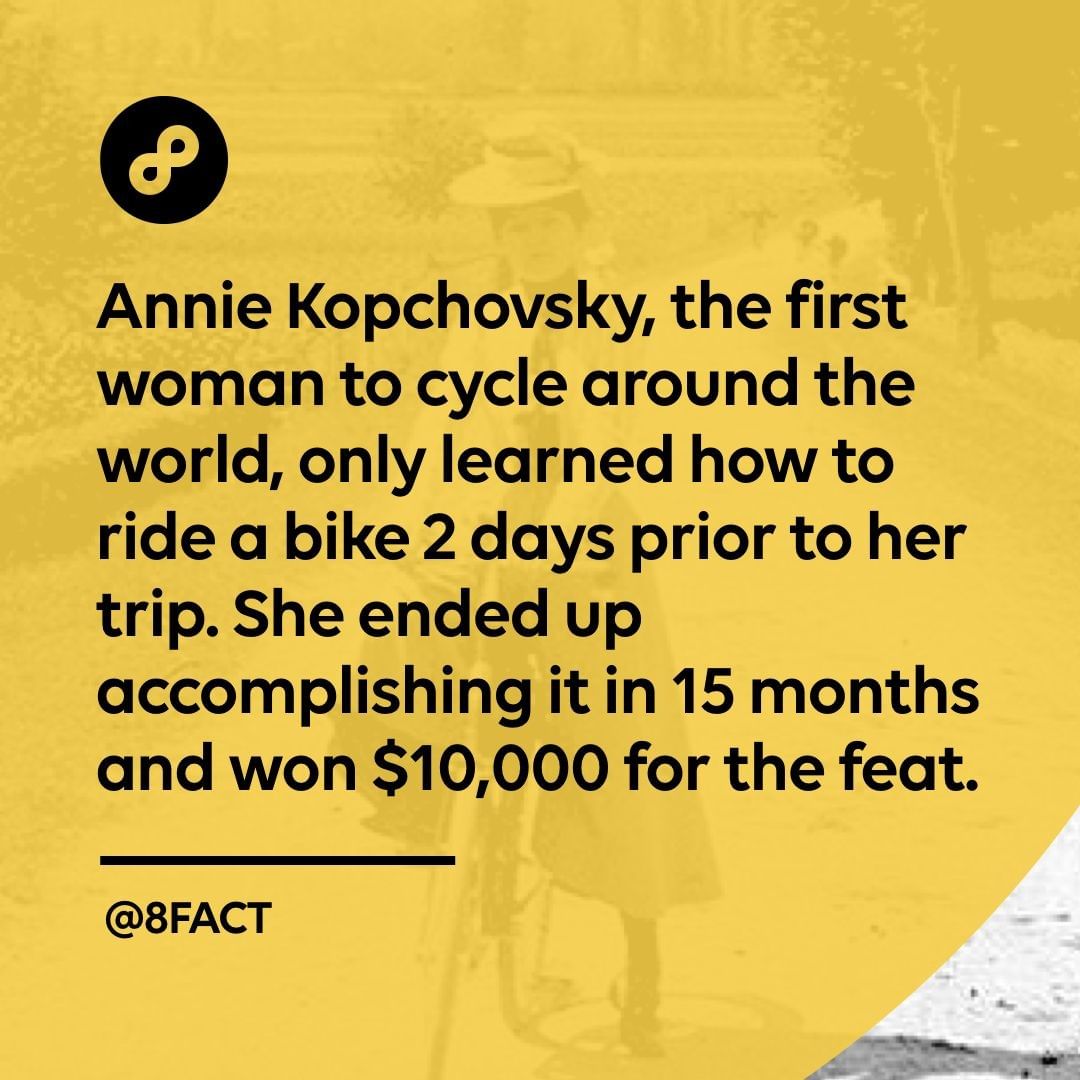 Annie Kopchovsky, the first
woman to cycle around the
world, only learned how to
ride a bike 2 days prior to her
trip. She ended up
accomplishing it in 15 months
and won $10,000 for the feat.
@8FACT